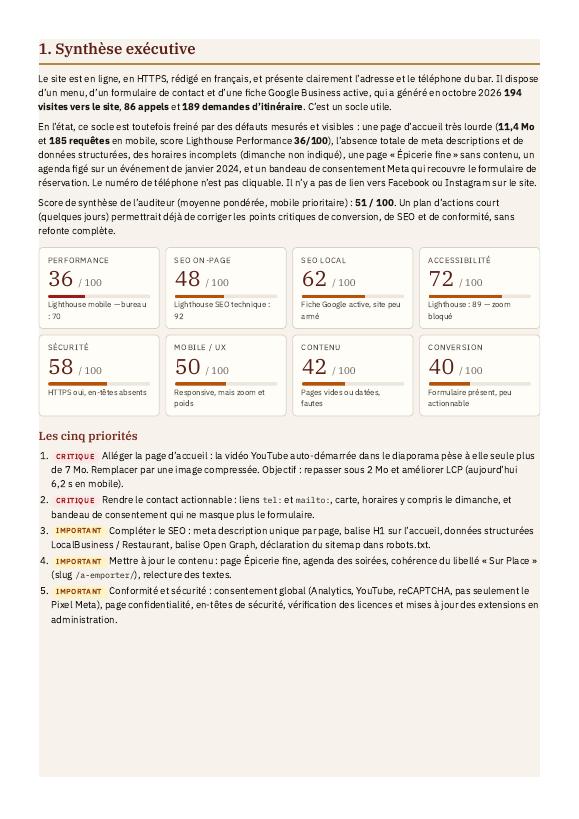 1. Synthèse exécutive
Le site est en ligne, en HTTPS, rédigé en français, et présente clairement l'adresse et le téléphone du bar. Il dispose
d'un menu, d'un formulaire de contact et d'une fiche Google Business active, qui a généré en octobre 2026 194
visites vers le site, 86 appels et 189 demandes d'itinéraire. C'est un socle utile.
En l'état, ce socle est toutefois freiné par des défauts mesurés et visibles : une page d'accueil très lourde (11,4 Mo
et 185 requêtes en mobile, score Lighthouse Performance 36/100), l'absence totale de meta descriptions et de
données structurées, des horaires incomplets (dimanche non indiqué), une page « Épicerie fine » sans contenu, un
agenda figé sur un événement de janvier 2024, et un bandeau de consentement Meta qui recouvre le formulaire de
réservation. Le numéro de téléphone n'est pas cliquable. Il n'y a pas de lien vers Facebook ou Instagram sur le site.
Score de synthèse de l'auditeur (moyenne pondérée, mobile prioritaire) : 51 / 100. Un plan d'actions court
(quelques jours) permettrait déjà de corriger les points critiques de conversion, de SEO et de conformité, sans
refonte complète.
PERFORMANCE
36 / 100
Lighthouse mobile — bureau
: 70
SEO ON-PAGE
48 / 100
Lighthouse SEO technique :
92
SEO LOCAL
62 / 100
Fiche Google active, site peu
armé
ACCESSIBILITÉ
72 / 100
Lighthouse : 89 — zoom
bloqué
SÉCURITÉ
58 / 100
HTTPS oui, en-têtes absents
MOBILE / UX
50 / 100
Responsive, mais zoom et
poids
CONTENU
42 / 100
Pages vides ou datées,
fautes
CONVERSION
40 / 100
Formulaire présent, peu
actionnable
Les cinq priorités
1. CRITIQUE Alléger la page d'accueil : la vidéo YouTube auto-démarrée dans le diaporama pèse à elle seule plus
de 7 Mo. Remplacer par une image compressée. Objectif : repasser sous 2 Mo et améliorer LCP (aujourd'hui
6,2 s en mobile).
2. CRITIQUE Rendre le contact actionnable : liens tel: et mailto:, carte, horaires y compris le dimanche, et
bandeau de consentement qui ne masque plus le formulaire.
3. IMPORTANT Compléter le SEO : meta description unique par page, balise H1 sur l'accueil, données structurées
LocalBusiness / Restaurant, balise Open Graph, déclaration du sitemap dans robots.txt.
4. IMPORTANT Mettre à jour le contenu : page Épicerie fine, agenda des soirées, cohérence du libellé « Sur Place »
(slug /a-emporter/), relecture des textes.
5. IMPORTANT Conformité et sécurité : consentement global (Analytics, YouTube, reCAPTCHA, pas seulement le
Pixel Meta), page confidentialité, en-têtes de sécurité, vérification des licences et mises à jour des extensions en
administration.